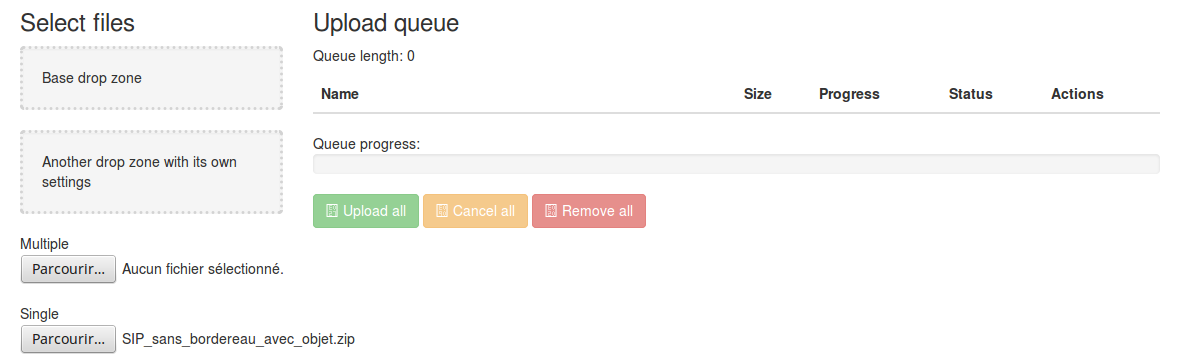 Select files
Base drop zone
Another drop zone with its own
settings
Multiple
Parcourir... Aucun fichier sélectionné.
Single
Parcourir... SIP_sans_bordereau_avec_objet.zip
Upload queue
Queue length: 0
Name Size Progress Status Actions
Queue progress:
Upload all Cancel all Remove all